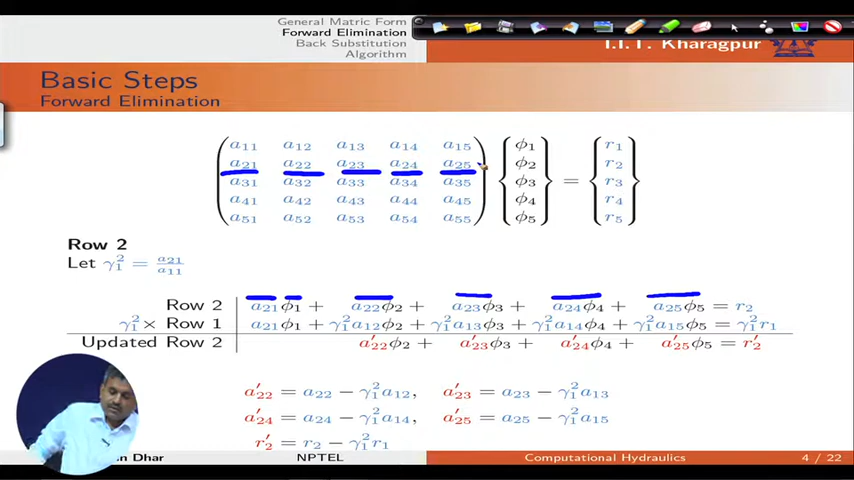 General Matric Form
Forward Elimination
Back Substitution
Algorithm
I.I.T. Kharagpur
Basic Steps
Forward Elimination
a₁₁ a₁₂ a₁₃ a₁₄ a₁₅ ϕ₁ r₁
a₂₁ a₂₂ a₂₃ a₂₄ a₂₅ ϕ₂ r₂
a₃₁ a₃₂ a₃₃ a₃₄ a₃₅ ϕ₃ = r₃
a₄₁ a₄₂ a₄₃ a₄₄ a₄₅ ϕ₄ r₄
a₅₁ a₅₂ a₅₃ a₅₄ a₅₅ ϕ₅ r₅
Row 2
Let γ₁² = a₂₁/a₁₁
Row 2 a₂₁ϕ₁ + a₂₂ϕ₂ + a₂₃ϕ₃ + a₂₄ϕ₄ + a₂₅ϕ₅ = r₂
γ₁²× Row 1 a₂₁ϕ₁ + γ₁²a₁₂ϕ₂ + γ₁²a₁₃ϕ₃ + γ₁²a₁₄ϕ₄ + γ₁²a₁₅ϕ₅ = γ₁²r₁
Updated Row 2 a′₂₂ϕ₂ + a′₂₃ϕ₃ + a′₂₄ϕ₄ + a′₂₅ϕ₅ = r′₂
a′₂₂ = a₂₂ − γ₁²a₁₂, a′₂₃ = a₂₃ − γ₁²a₁₃
a′₂₄ = a₂₄ − γ₁²a₁₄, a′₂₅ = a₂₅ − γ₁²a₁₅
r′₂ = r₂ − γ₁²r₁
Dhar NPTEL Computational Hydraulics 4 / 22